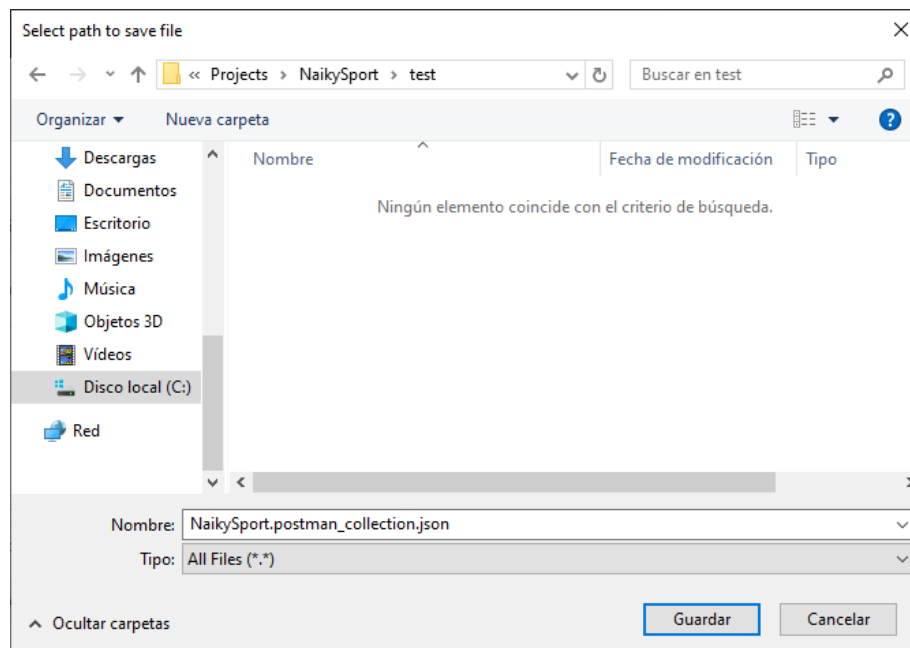 Select path to save file
« Projects › NaikySport › test
Buscar en test
Organizar
Nueva carpeta
Nombre
Fecha de modificación
Tipo
Ningún elemento coincide con el criterio de búsqueda.
Descargas
Documentos
Escritorio
Imágenes
Música
Objetos 3D
Vídeos
Disco local (C:)
Red
Nombre: NaikySport.postman_collection.json
Tipo: All Files (*.*)
Ocultar carpetas
Guardar
Cancelar